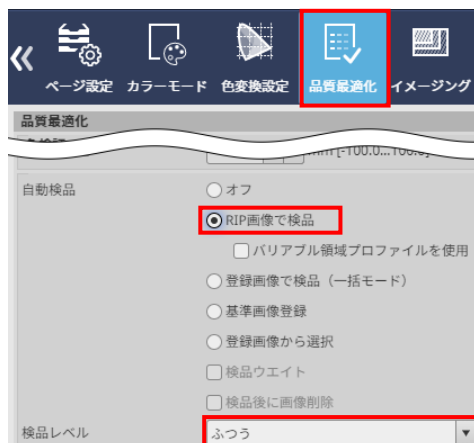 ページ設定 カラーモード 色変換設定 品質最適化 イメージング
品質最適化
自動検品
オフ
RIP画像で検品
バリアブル領域プロファイルを使用
登録画像で検品（一括モード）
基準画像登録
登録画像から選択
検品ウエイト
検品後に画像削除
検品レベル
ふつう